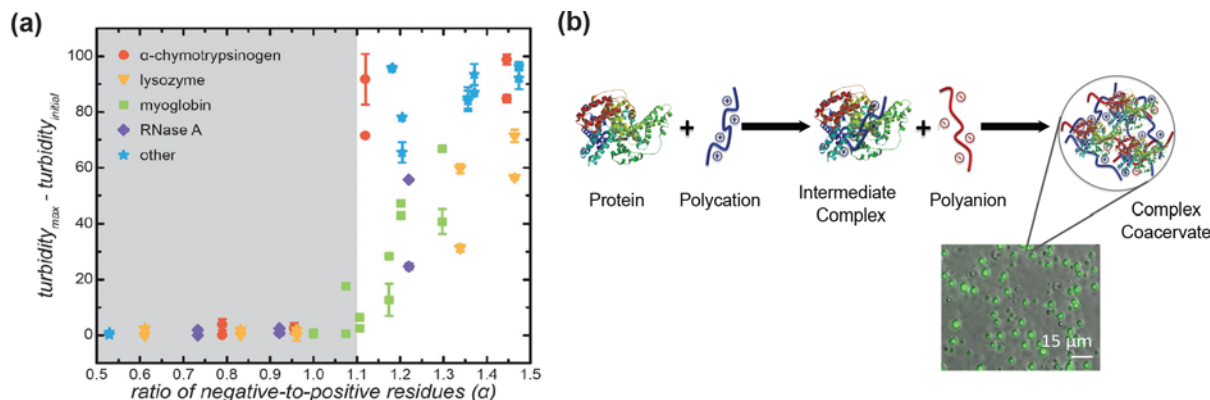 (a)
100
80
60
40
20
0
turbidity_max - turbidity_initial
α-chymotrypsinogen
lysozyme
myoglobin
RNase A
other
0.5 0.6 0.7 0.8 0.9 1.0 1.1 1.2 1.3 1.4 1.5
ratio of negative-to-positive residues (α)
(b)
+
+
Protein
Polycation
Intermediate
Complex
Polyanion
Complex
Coacervate
15 μm